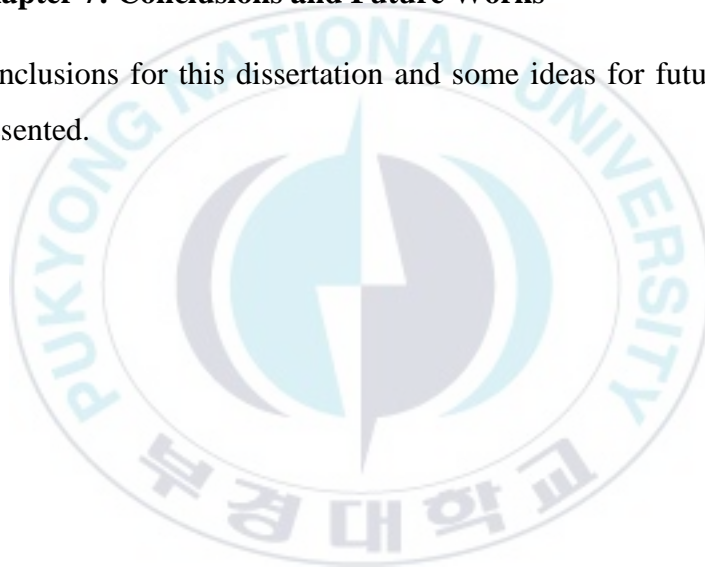 apter 7: Conclusions and Future Works
nclusions for this dissertation and some ideas for futu
sented.
PUKYONG NATIONAL UNIVERSITY
부경대학교